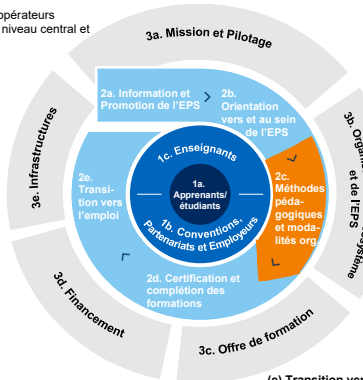 opérateurs
niveau central et
3a. Mission et Pilotage
2a. Information et
Promotion de l'EPS
2b.
Orientation
vers et au sein
de l'EPS
3b.
et de l'EPS
3e. Infrastructures
1c. Enseignants
1a.
Apprenants/
étudiants
1b. Conventions,
Partenariats et Employeurs
2e.
Transi-
tion vers
l'emploi
2c.
Méthodes
péda-
gogiques
et moda-
lités org.
2d. Certification et
complétion des
formations
3d. Financement
3c. Offre de formation
(e) Transition ver